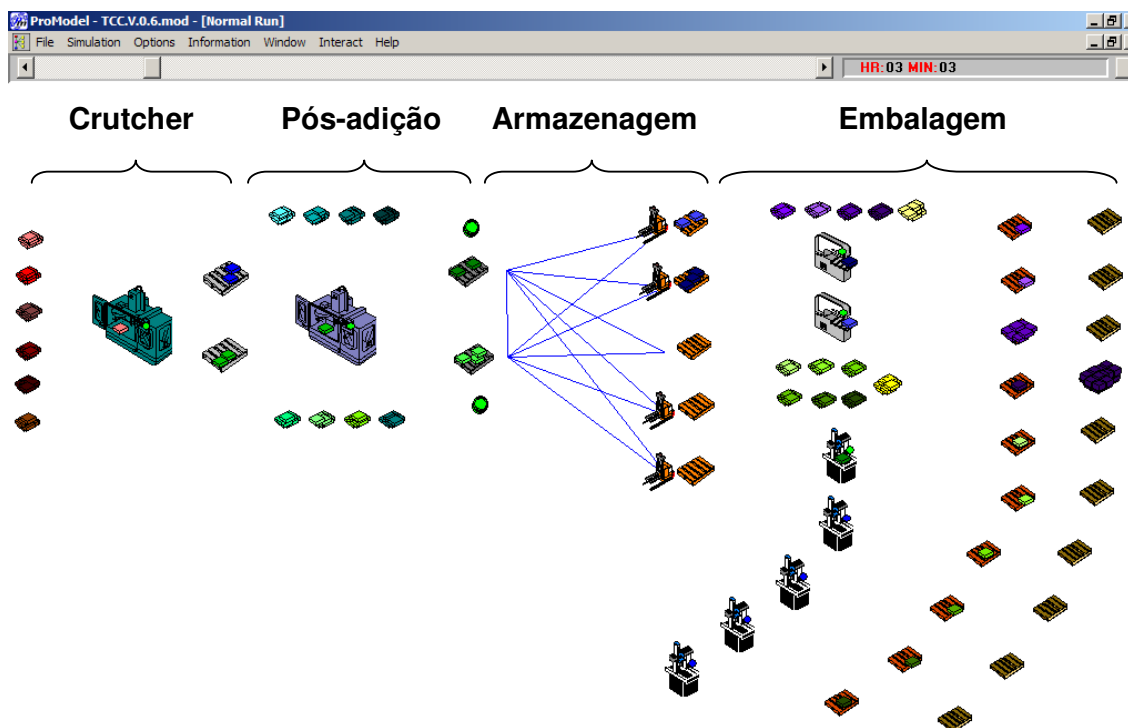 ProModel - TCC.V.0.6.mod - [Normal Run]
File Simulation Options Information Window Interact Help
HR:03 MIN:03
Crutcher Pós-adição Armazenagem Embalagem